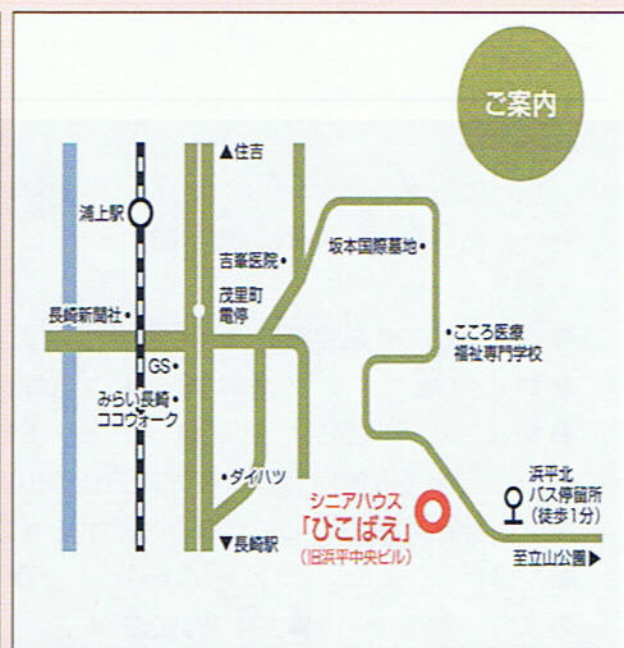 ご案内
▲住吉
浦上駅
吉峯医院•
坂本国際墓地•
茂里町
電停
長崎新聞社•
•こころ医療
福祉専門学校
GS•
みらい長崎•
ココウォーク
•ダイハツ
シニアハウス
「ひこばえ」
(旧浜平中央ビル)
浜平北
バス停留所
(徒歩1分)
▼長崎駅
至立山公園▶